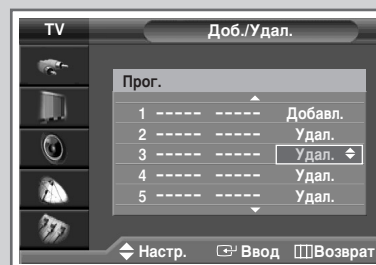 TV Доб./Удал.
Прог.
1 ----- ----- Добавл.
2 ----- ----- Удал.
3 ----- ----- Удал.
4 ----- ----- Удал.
5 ----- ----- Удал.
Настр. Ввод Возврат